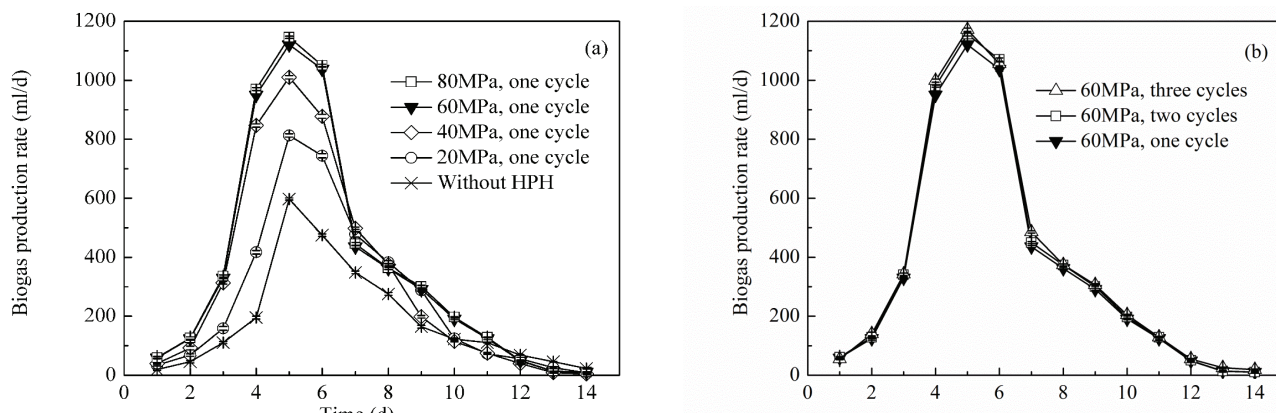 1200
1000
800
600
400
200
0
Biogas production rate (ml/d)
(a)
80MPa, one cycle
60MPa, one cycle
40MPa, one cycle
20MPa, one cycle
Without HPH
0 2 4 6 8 10 12 14
Time (d)
1200
1000
800
600
400
200
0
Biogas production rate (ml/d)
(b)
60MPa, three cycles
60MPa, two cycles
60MPa, one cycle
0 2 4 6 8 10 12 14